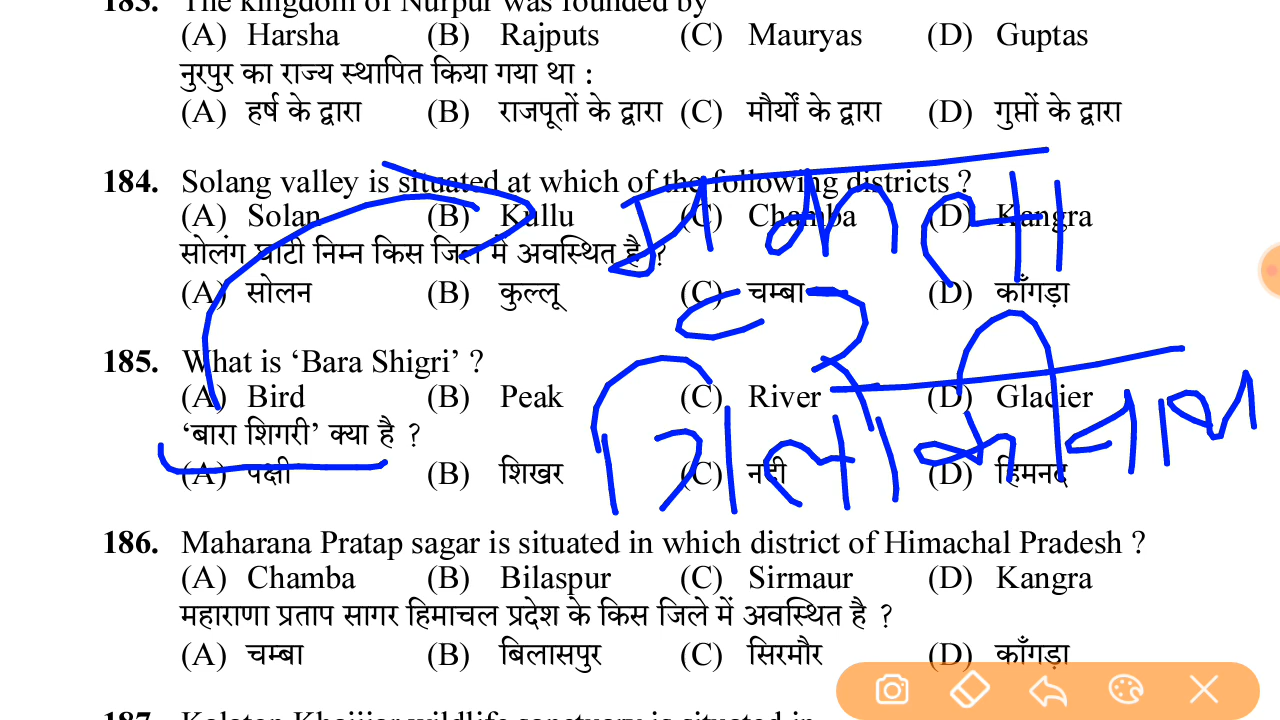 183. The kingdom of Nurpur was founded by
(A) Harsha (B) Rajputs (C) Mauryas (D) Guptas
नुरपुर का राज्य स्थापित किया गया था :
(A) हर्ष के द्वारा (B) राजपूतों के द्वारा (C) मौर्यों के द्वारा (D) गुप्तों के द्वारा
184. Solang valley is situated at which of the following districts ?
(A) Solan (B) Kullu (C) Chamba (D) Kangra
सोलंग घाटी निम्न किस जिले में अवस्थित है ?
(A) सोलन (B) कुल्लू (C) चम्बा (D) काँगड़ा
185. What is ‘Bara Shigri’ ?
(A) Bird (B) Peak (C) River (D) Glacier
‘बारा शिगरी’ क्या है ?
(A) पक्षी (B) शिखर (C) नदी (D) हिमनद
186. Maharana Pratap sagar is situated in which district of Himachal Pradesh ?
(A) Chamba (B) Bilaspur (C) Sirmaur (D) Kangra
महाराणा प्रताप सागर हिमाचल प्रदेश के किस जिले में अवस्थित है ?
(A) चम्बा (B) बिलासपुर (C) सिरमौर (D) काँगड़ा